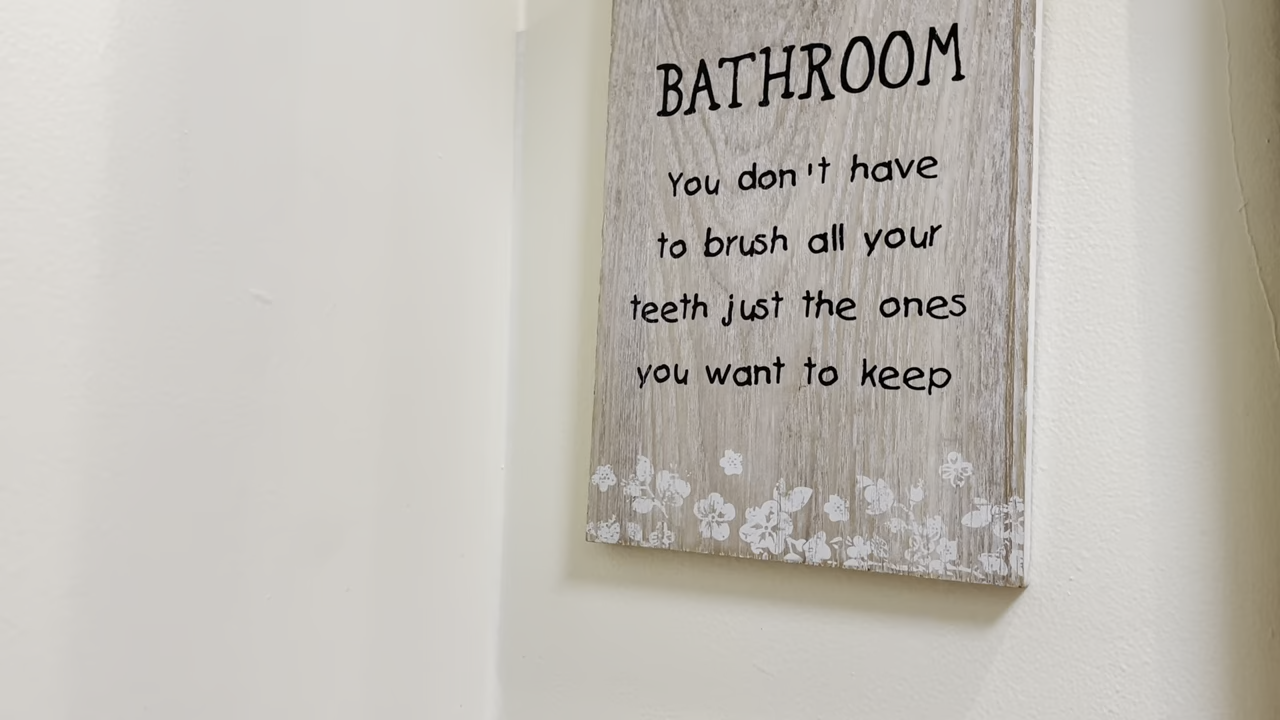 BATHROOM
You don't have
to brush all your
teeth just the ones
you want to keep